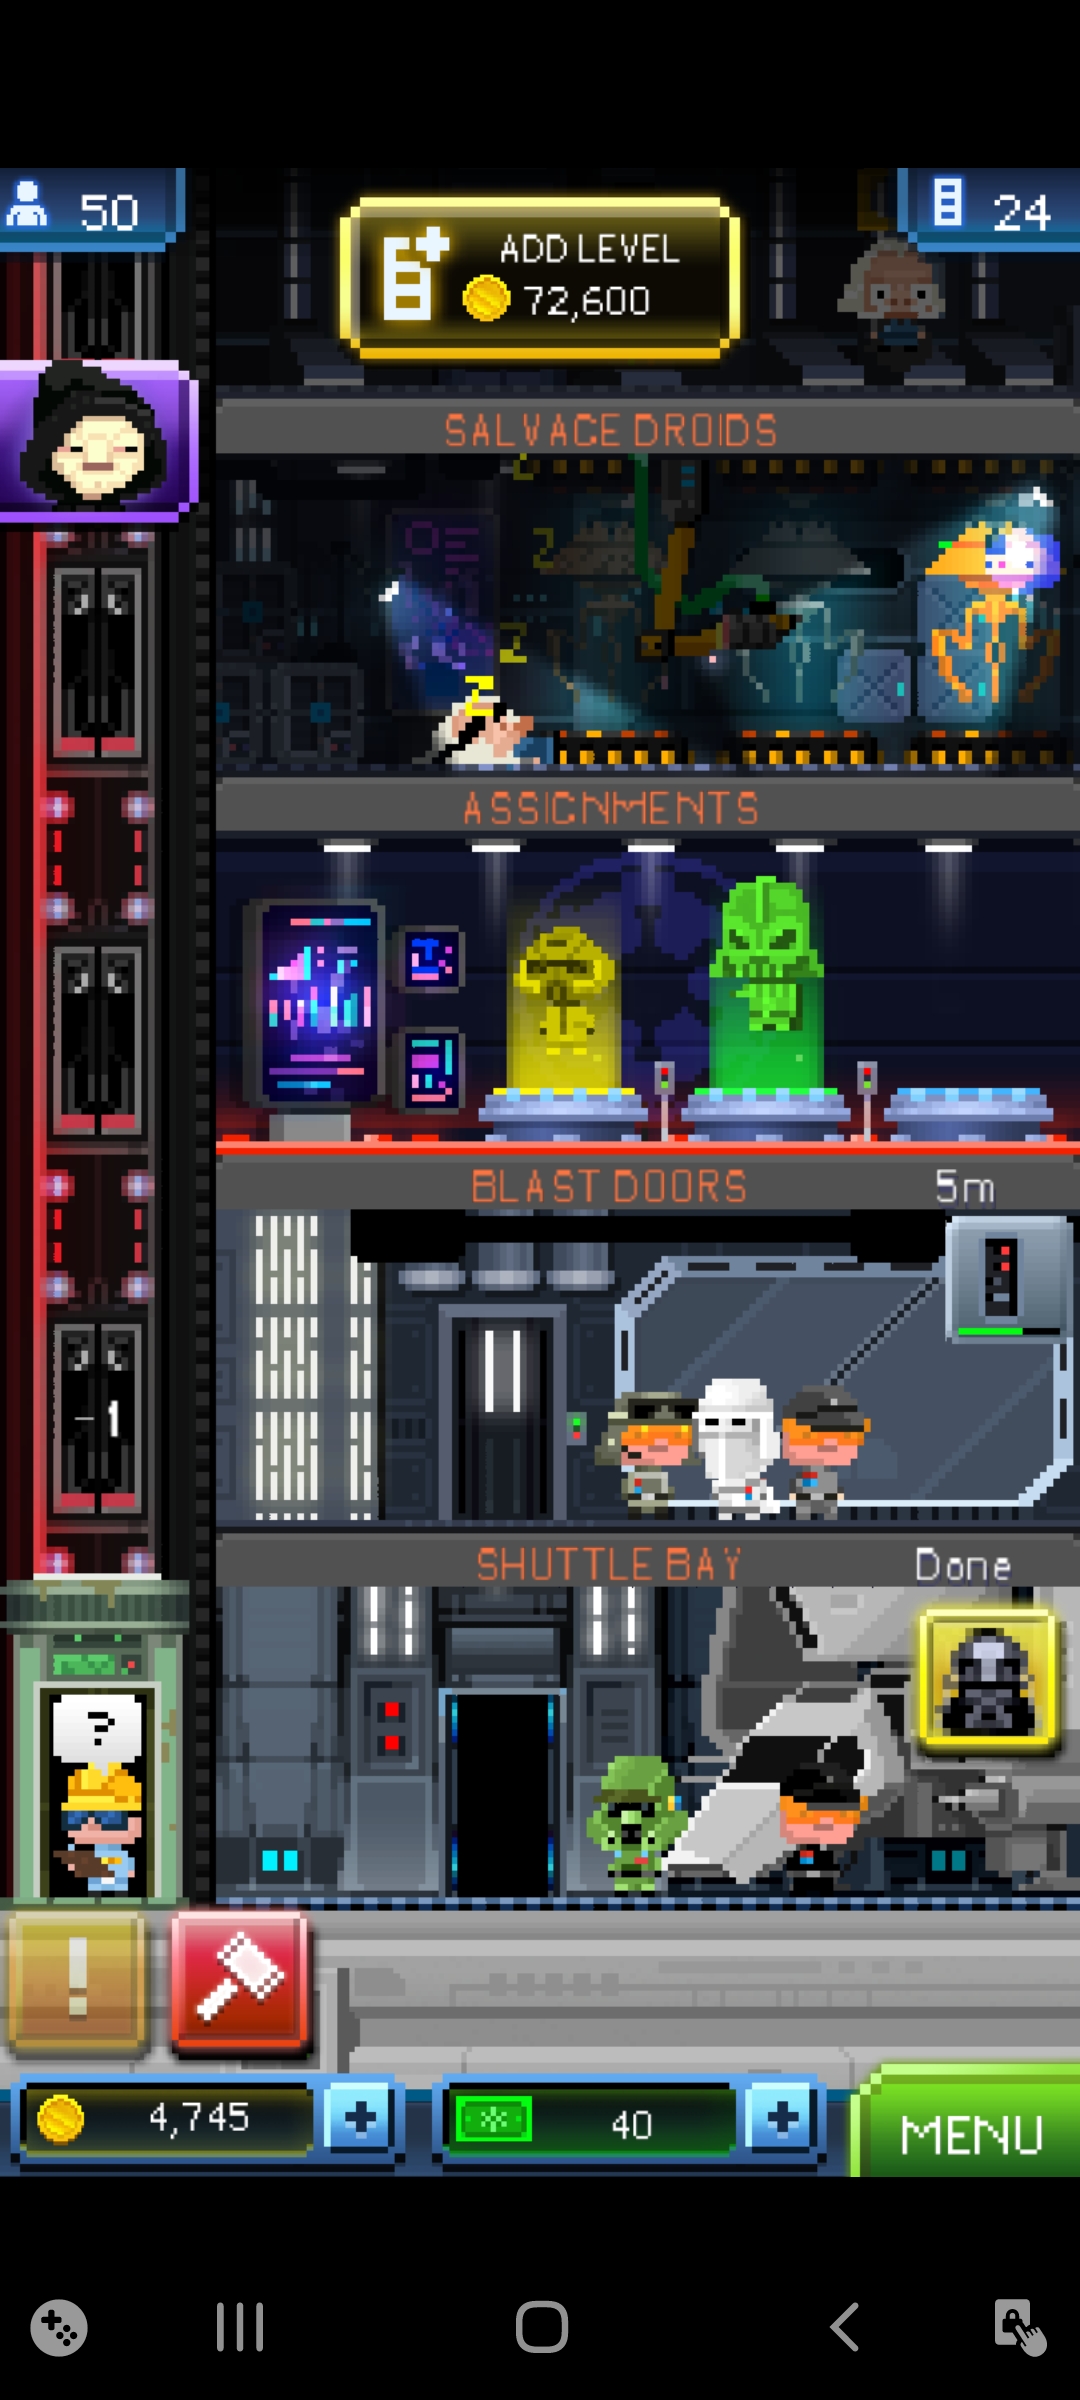 50
ADD LEVEL
72,600
24
SALVAGE DROIDS
Z
Z
Z
Z
ASSIGNMENTS
BLAST DOORS 5m
-1
SHUTTLE BAY Done
?
!
4,745 +
40 +
MENU